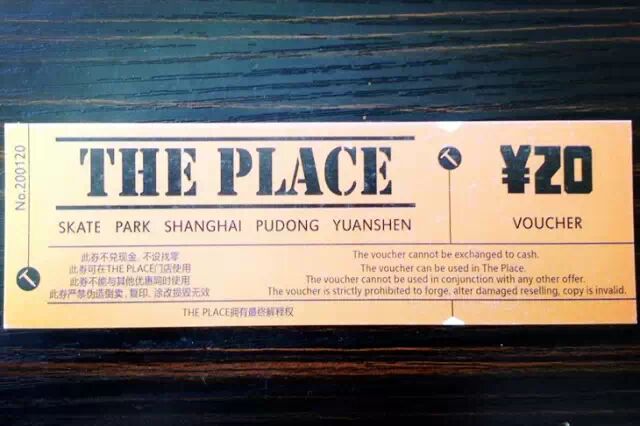 No.200120
THE PLACE
SKATE PARK SHANGHAI PUDONG YUANSHEN
T
¥20
VOUCHER
T
此券不兑现金、不设找零
此券可在THE PLACE门店使用
此券不能与其他优惠同时使用
此券严禁伪造倒卖、复印、涂改损毁无效
The voucher cannot be exchanged to cash.
The voucher can be used in The Place.
The voucher cannot be used in conjunction with any other offer.
The voucher is strictly prohibited to forge, alter damaged reselling, copy is invalid.
THE PLACE拥有最终解释权